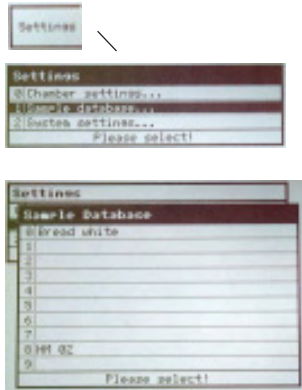 Settings
Settings
0 Chamber settings...
1 Sample database...
2 System settings...
Please select!
Settings
Sample Database
0 Bread white
1
2
3
4
5
6
7
8 HM 02
9
Please select!